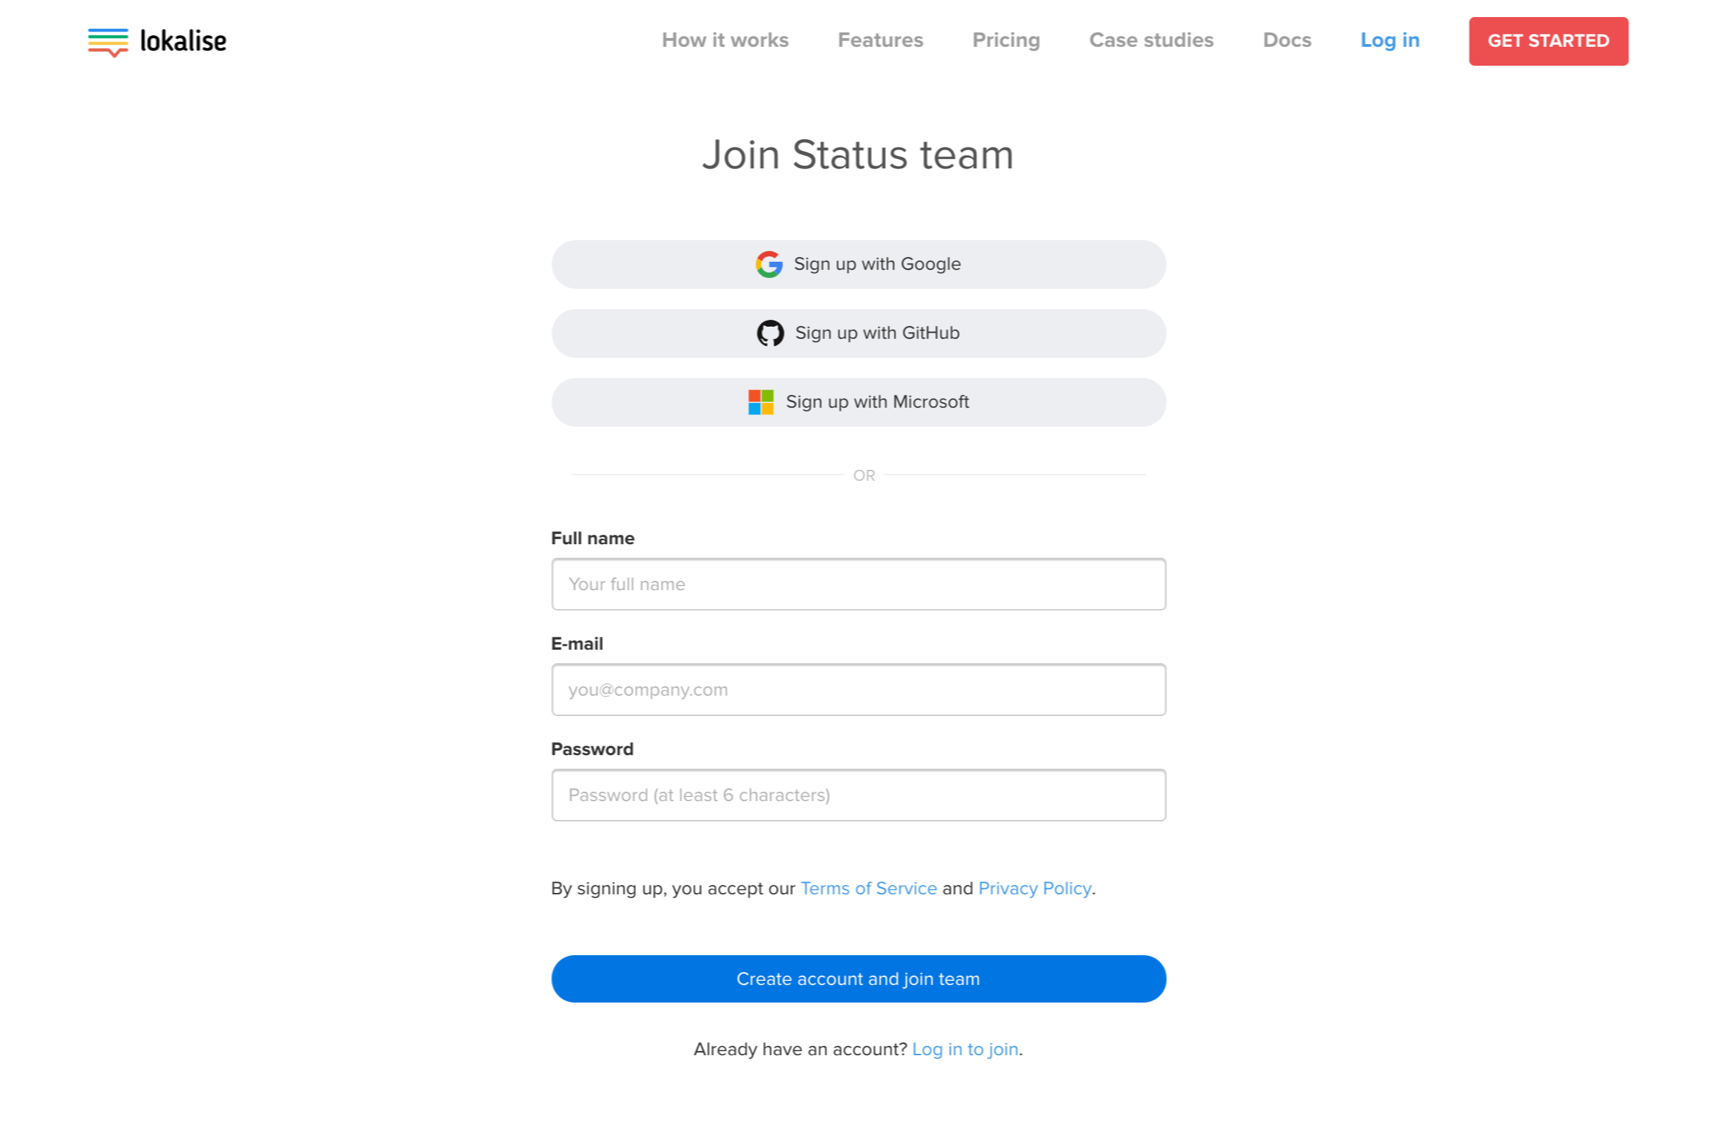 lokalise
How it works
Features
Pricing
Case studies
Docs
Log in
GET STARTED
Join Status team
Sign up with Google
Sign up with GitHub
Sign up with Microsoft
OR
Full name
Your full name
E-mail
you@company.com
Password
Password (at least 6 characters)
By signing up, you accept our Terms of Service and Privacy Policy.
Create account and join team
Already have an account? Log in to join.